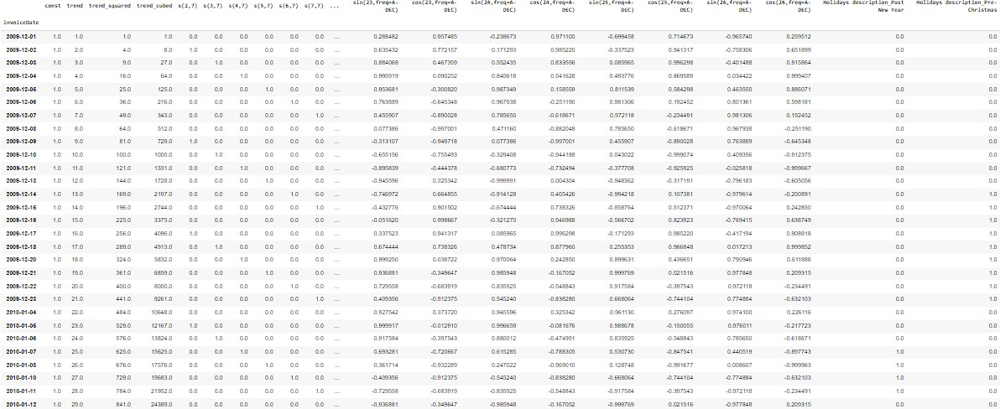 const trend trend_squared trend_cubed s(2,7) s(3,7) s(4,7) s(5,7) s(6,7) s(7,7) ... sin(23,freq=A-DEC) cos(23,freq=A-DEC) sin(24,freq=A-DEC) cos(24,freq=A-DEC) sin(25,freq=A-DEC) cos(25,freq=A-DEC) sin(26,freq=A-DEC) cos(26,freq=A-DEC) Holidays description_Post New Year Holidays description_Pre-Christmas
InvoiceDate
2009-12-01 1.0 1.0 1.0 1.0 0.0 0.0 0.0 0.0 0.0 0.0 ... 0.288482 0.957485 -0.238673 0.971100 -0.699458 0.714673 -0.965740 0.259512 0.0 0.0
2009-12-02 1.0 2.0 4.0 8.0 1.0 0.0 0.0 0.0 0.0 0.0 ... 0.635432 0.772157 0.171293 0.985220 -0.337523 0.941317 -0.758306 0.651899 0.0 0.0
2009-12-03 1.0 3.0 9.0 27.0 0.0 1.0 0.0 0.0 0.0 0.0 ... 0.884068 0.467359 0.552435 0.833556 0.085965 0.996298 -0.401488 0.915864 0.0 0.0
2009-12-04 1.0 4.0 16.0 64.0 0.0 0.0 1.0 0.0 0.0 0.0 ... 0.995919 0.090252 0.840618 0.541628 0.493776 0.869589 0.034422 0.999407 0.0 0.0
2009-12-05 1.0 5.0 25.0 125.0 0.0 0.0 0.0 1.0 0.0 0.0 ... 0.953681 -0.300820 0.987349 0.158559 0.811539 0.584298 0.463550 0.886071 0.0 0.0
2009-12-06 1.0 6.0 36.0 216.0 0.0 0.0 0.0 0.0 1.0 0.0 ... 0.763889 -0.645348 0.967938 -0.251190 0.981306 0.192452 0.801361 0.598181 0.0 0.0
2009-12-07 1.0 7.0 49.0 343.0 0.0 0.0 0.0 0.0 0.0 1.0 ... 0.455907 -0.890028 0.785650 -0.618671 0.972118 -0.234491 0.981306 0.192452 0.0 0.0
2009-12-08 1.0 8.0 64.0 512.0 0.0 0.0 0.0 0.0 0.0 0.0 ... 0.077386 -0.997001 0.471160 -0.882048 0.785650 -0.618671 0.967938 -0.251190 0.0 0.0
2009-12-09 1.0 9.0 81.0 729.0 1.0 0.0 0.0 0.0 0.0 0.0 ... -0.313107 -0.949718 0.077386 -0.997001 0.455907 -0.890028 0.763889 -0.645348 0.0 0.0
2009-12-10 1.0 10.0 100.0 1000.0 0.0 1.0 0.0 0.0 0.0 0.0 ... -0.655156 -0.755493 -0.329408 -0.944188 0.043022 -0.999074 0.409356 -0.912375 0.0 0.0
2009-12-11 1.0 11.0 121.0 1331.0 0.0 0.0 1.0 0.0 0.0 0.0 ... -0.895839 -0.444378 -0.680773 -0.732494 -0.377708 -0.925925 -0.025818 -0.999667 0.0 0.0
2009-12-13 1.0 12.0 144.0 1728.0 0.0 0.0 0.0 1.0 0.0 0.0 ... -0.945596 0.325342 -0.999991 0.004304 -0.948362 -0.317191 -0.796183 -0.605056 0.0 0.0
2009-12-14 1.0 13.0 169.0 2197.0 0.0 0.0 0.0 0.0 1.0 0.0 ... -0.746972 0.664855 -0.914128 0.405426 -0.994218 0.107381 -0.979614 -0.200891 0.0 1.0
2009-12-15 1.0 14.0 196.0 2744.0 0.0 0.0 0.0 0.0 0.0 1.0 ... -0.432776 0.901502 -0.674444 0.738326 -0.858764 0.512371 -0.970064 0.242850 0.0 1.0
2009-12-16 1.0 15.0 225.0 3375.0 0.0 0.0 0.0 0.0 0.0 0.0 ... -0.051620 0.998667 -0.321270 0.946988 -0.566702 0.823923 -0.769415 0.638749 0.0 1.0
2009-12-17 1.0 16.0 256.0 4096.0 1.0 0.0 0.0 0.0 0.0 0.0 ... 0.337523 0.941317 0.085965 0.996298 -0.171293 0.985220 -0.417194 0.908818 0.0 1.0
2009-12-18 1.0 17.0 289.0 4913.0 0.0 1.0 0.0 0.0 0.0 0.0 ... 0.674444 0.738326 0.478734 0.877960 0.255353 0.966848 0.017213 0.999852 0.0 1.0
2009-12-20 1.0 18.0 324.0 5832.0 0.0 0.0 1.0 0.0 0.0 0.0 ... 0.999250 0.038722 0.970064 0.242850 0.899631 0.436651 0.790946 0.611886 0.0 1.0
2009-12-21 1.0 19.0 361.0 6859.0 0.0 0.0 0.0 1.0 0.0 0.0 ... 0.936881 -0.349647 0.985948 -0.167052 0.999769 0.021516 0.977848 0.209315 0.0 1.0
2009-12-22 1.0 20.0 400.0 8000.0 0.0 0.0 0.0 0.0 1.0 0.0 ... 0.729558 -0.683919 0.835925 -0.548843 0.917584 -0.397543 0.972118 -0.234491 0.0 1.0
2009-12-23 1.0 21.0 441.0 9261.0 0.0 0.0 0.0 0.0 0.0 1.0 ... 0.409356 -0.912375 0.545240 -0.838280 0.668064 -0.744104 0.774884 -0.632103 0.0 1.0
2010-01-04 1.0 22.0 484.0 10648.0 0.0 0.0 0.0 0.0 0.0 0.0 ... 0.927542 0.373720 0.945596 0.325342 0.961130 0.276097 0.974100 0.226116 0.0 0.0
2010-01-05 1.0 23.0 529.0 12167.0 1.0 0.0 0.0 0.0 0.0 0.0 ... 0.999917 -0.012910 0.996659 -0.081676 0.988678 -0.150055 0.976011 -0.217723 0.0 0.0
2010-01-06 1.0 24.0 576.0 13824.0 0.0 1.0 0.0 0.0 0.0 0.0 ... 0.917584 -0.397543 0.880012 -0.474951 0.835925 -0.548843 0.785650 -0.618671 0.0 0.0
2010-01-07 1.0 25.0 625.0 15625.0 0.0 0.0 1.0 0.0 0.0 0.0 ... 0.693281 -0.720667 0.615285 -0.788305 0.530730 -0.847541 0.440519 -0.897743 1.0 0.0
2010-01-08 1.0 26.0 676.0 17576.0 0.0 0.0 0.0 1.0 0.0 0.0 ... 0.361714 -0.932289 0.247022 -0.969010 0.128748 -0.991677 0.008607 -0.999963 1.0 0.0
2010-01-10 1.0 27.0 729.0 19683.0 0.0 0.0 0.0 0.0 1.0 0.0 ... -0.409356 -0.912375 -0.545240 -0.838280 -0.668064 -0.744104 -0.774884 -0.632103 1.0 0.0
2010-01-11 1.0 28.0 784.0 21952.0 0.0 0.0 0.0 0.0 0.0 1.0 ... -0.729558 -0.683919 -0.835925 -0.548843 -0.917584 -0.397543 -0.972118 -0.234491 1.0 0.0
2010-01-12 1.0 29.0 841.0 24389.0 0.0 0.0 0.0 0.0 0.0 0.0 ... -0.936881 -0.349647 -0.985948 -0.167052 -0.999769 0.021516 -0.977848 0.209315 0.0 0.0